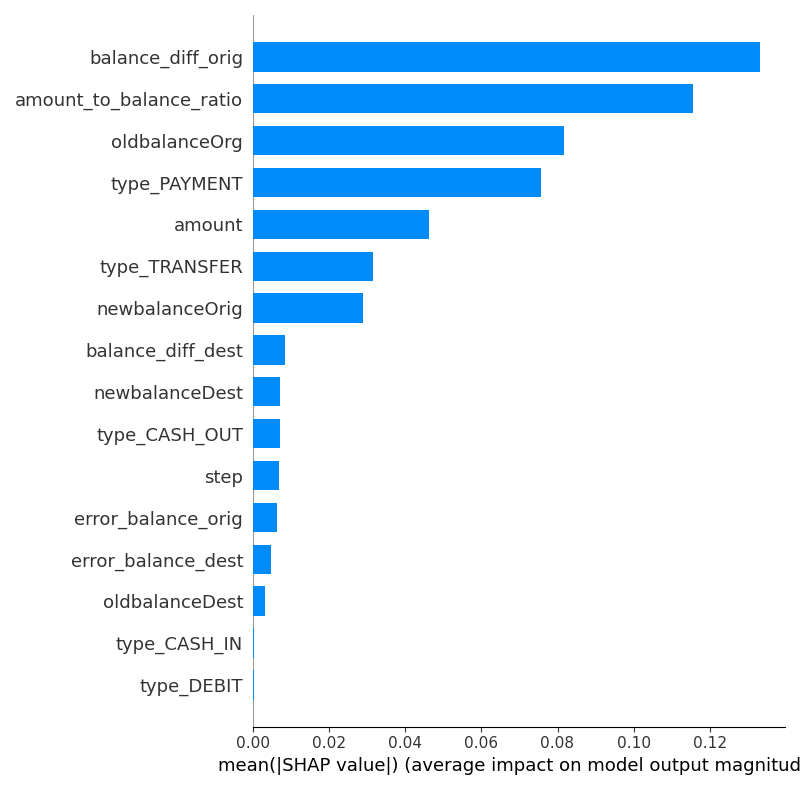 balance_diff_orig
amount_to_balance_ratio
oldbalanceOrg
type_PAYMENT
amount
type_TRANSFER
newbalanceOrig
balance_diff_dest
newbalanceDest
type_CASH_OUT
step
error_balance_orig
error_balance_dest
oldbalanceDest
type_CASH_IN
type_DEBIT
0.00 0.02 0.04 0.06 0.08 0.10 0.12
mean(|SHAP value|) (average impact on model output magnitud